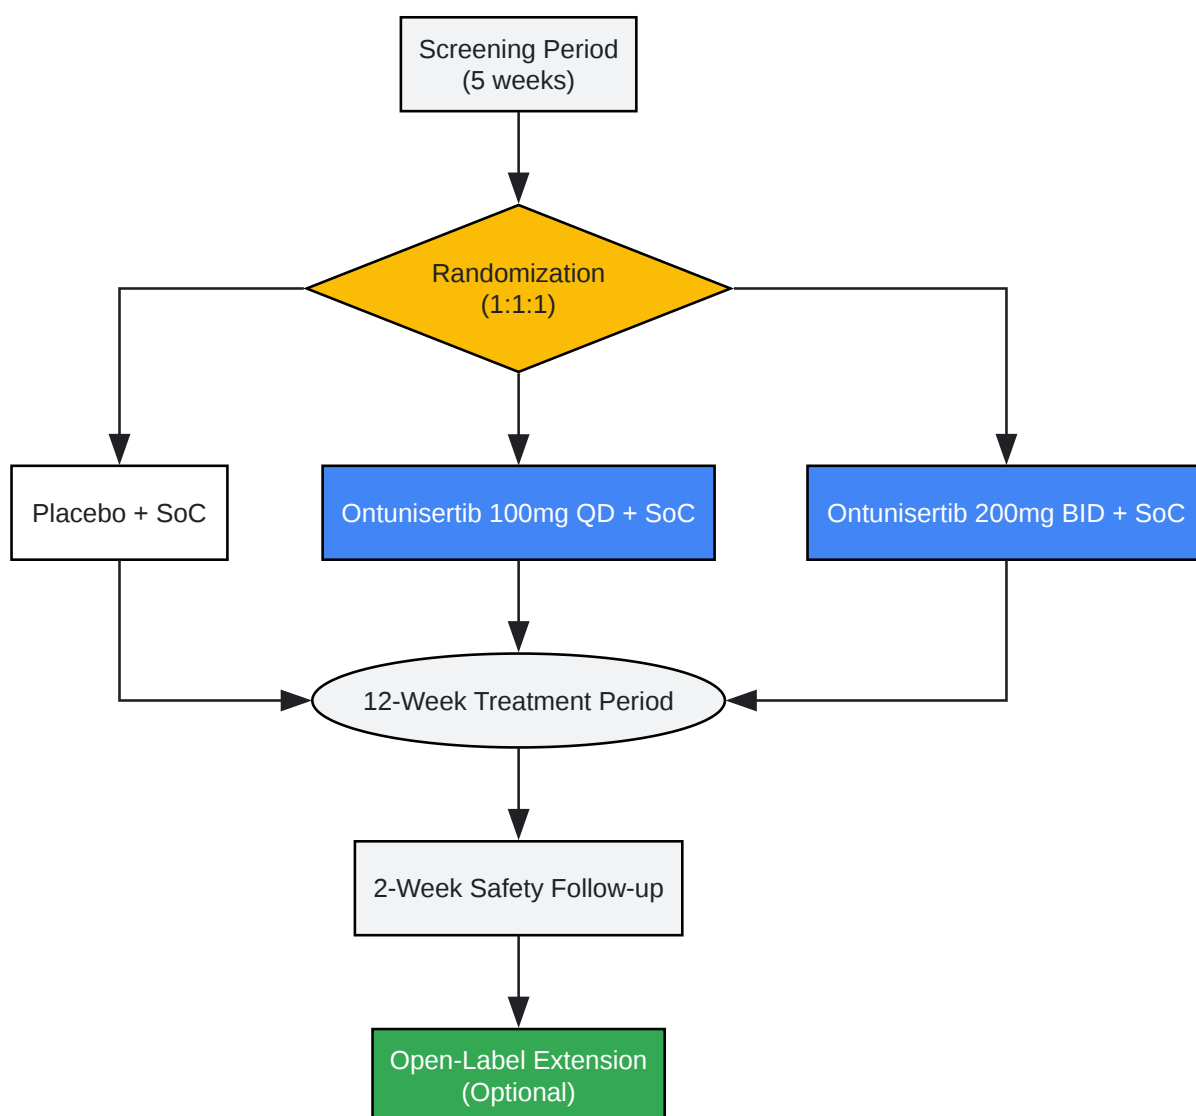 Screening Period
(5 weeks)
Randomization
(1:1:1)
Placebo + SoC
Ontunisertib 100mg QD + SoC
Ontunisertib 200mg BID + SoC
12-Week Treatment Period
2-Week Safety Follow-up
Open-Label Extension
(Optional)